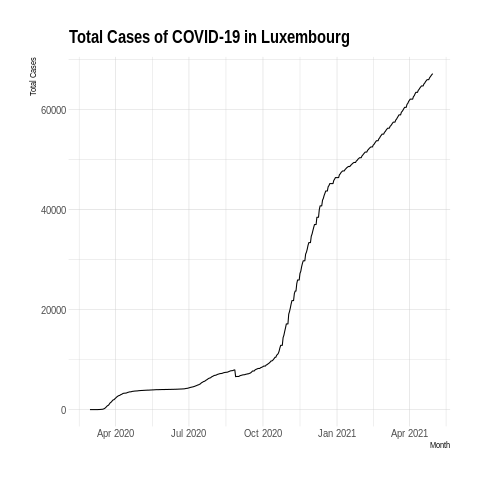 Total Cases of COVID-19 in Luxembourg
Total Cases
60000
40000
20000
0
Apr 2020 Jul 2020 Oct 2020 Jan 2021 Apr 2021
Month